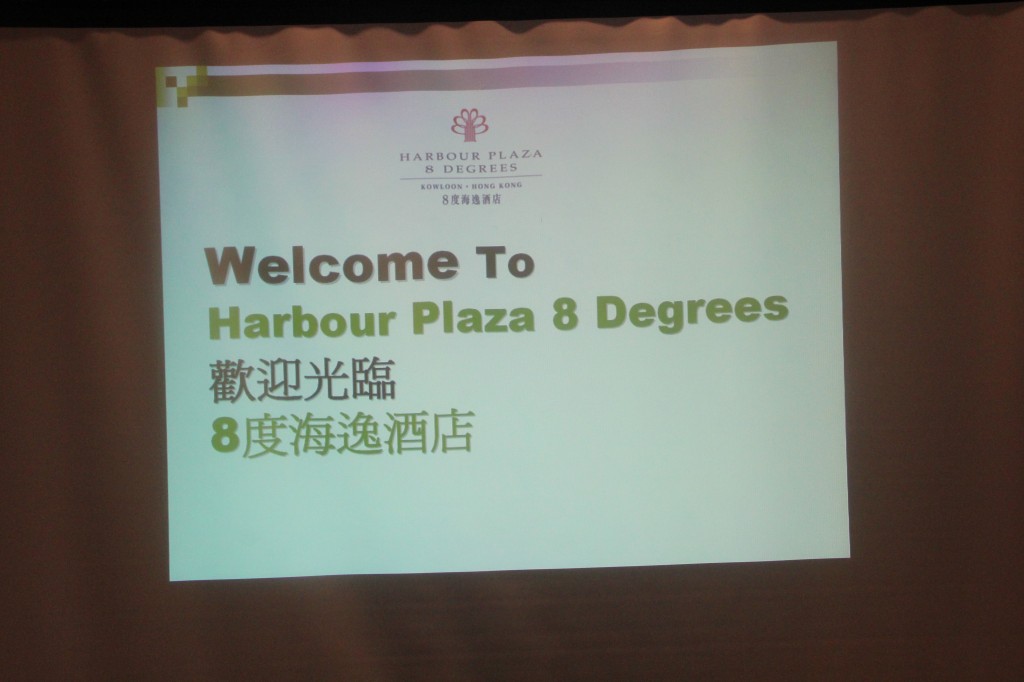 HARBOUR PLAZA
8 DEGREES
KOWLOON • HONG KONG
8度海逸酒店
Welcome To
Harbour Plaza 8 Degrees
歡迎光臨
8度海逸酒店